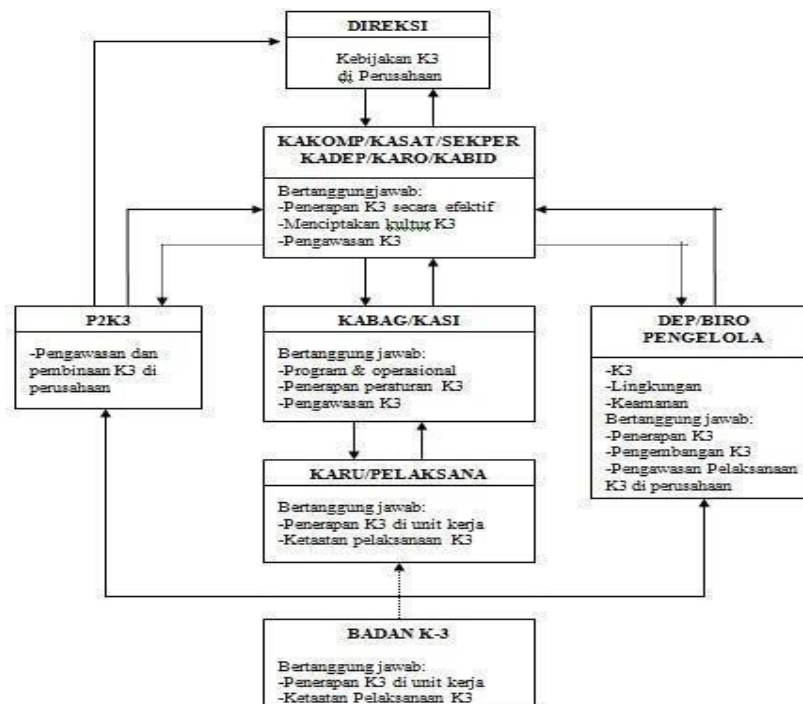 DIREKSI
Kebijakan K3
di Perusahaan
KAKOMP/KASAT/SEKPER
KADEP/KARO/KABID
Bertanggungjawab:
-Penerapan K3 secara efektif
-Menciptakan kultur K3
-Pengawasan K3
P2K3
-Pengawasan dan
pembinaan K3 di
perusahaan
KABAG/KASI
Bertanggung jawab:
-Program & operasional
-Penerapan peraturan K3
-Pengawasan K3
DEP/BIRO
PENGELOLA
-K3
-Lingkungan
-Keamanan
Bertanggung jawab:
-Penerapan K3
-Pengembangan K3
-Pengawasan Pelaksanaan
K3 di perusahaan
KARU/PELAKSANA
Bertanggung jawab:
-Penerapan K3 di unit kerja
-Ketaatan pelaksanaan K3
BADAN K-3
Bertanggung jawab:
-Penerapan K3 di unit kerja
-Ketaatan Pelaksanaan K3